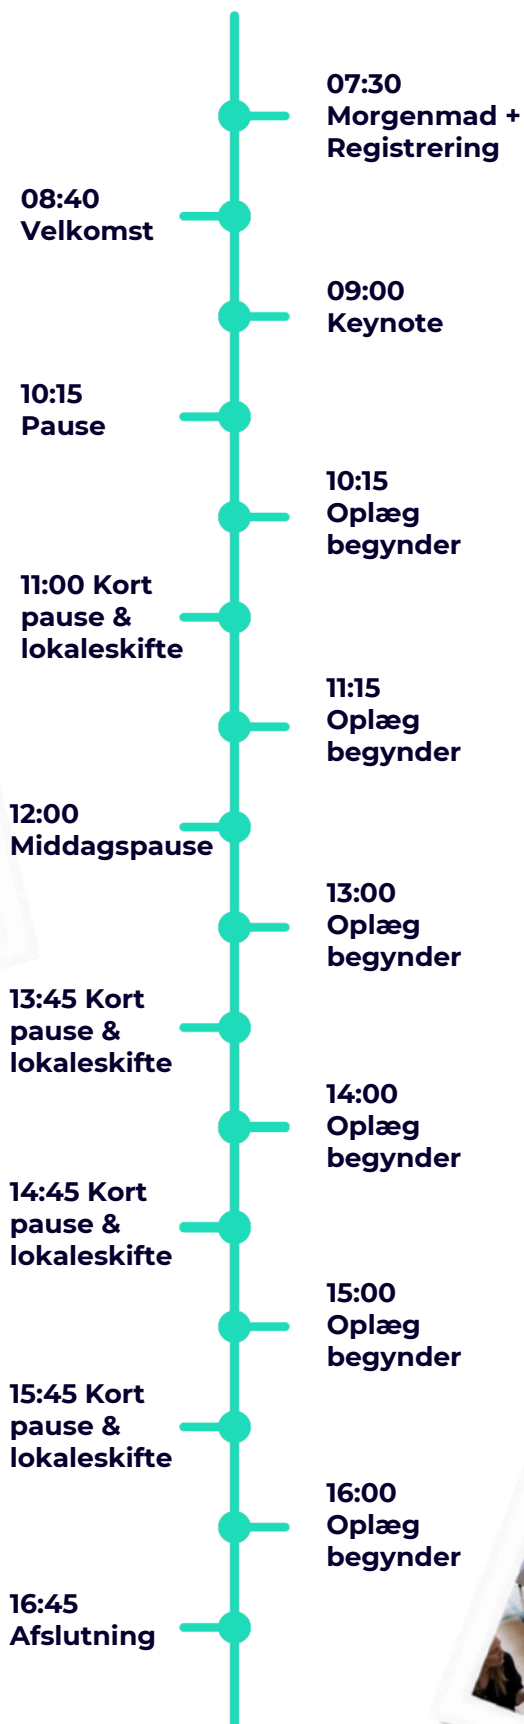 07:30
Morgenmad +
Registrering
08:40
Velkomst
09:00
Keynote
10:15
Pause
10:15
Oplæg
begynder
11:00 Kort
pause &
lokaleskifte
11:15
Oplæg
begynder
12:00
Middagspause
13:00
Oplæg
begynder
13:45 Kort
pause &
lokaleskifte
14:00
Oplæg
begynder
14:45 Kort
pause &
lokaleskifte
15:00
Oplæg
begynder
15:45 Kort
pause &
lokaleskifte
16:00
Oplæg
begynder
16:45
Afslutning